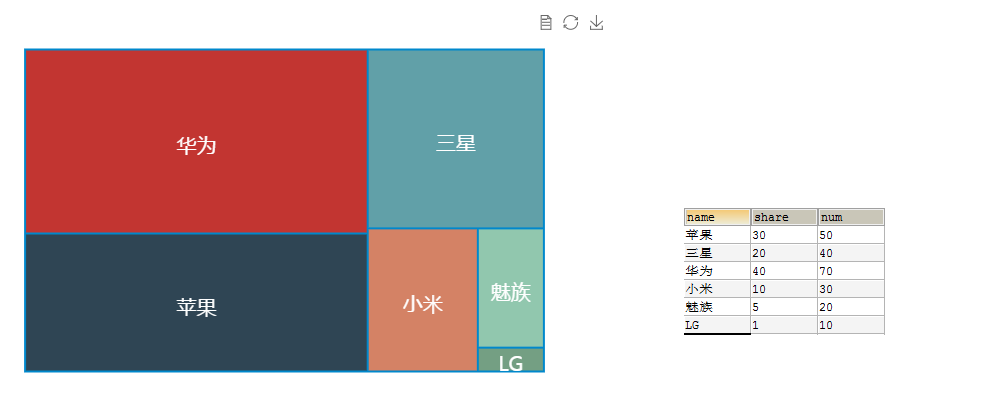 华为
三星
苹果
小米
魅族
LG
name share num
苹果 30 50
三星 20 40
华为 40 70
小米 10 30
魅族 5 20
LG 1 10